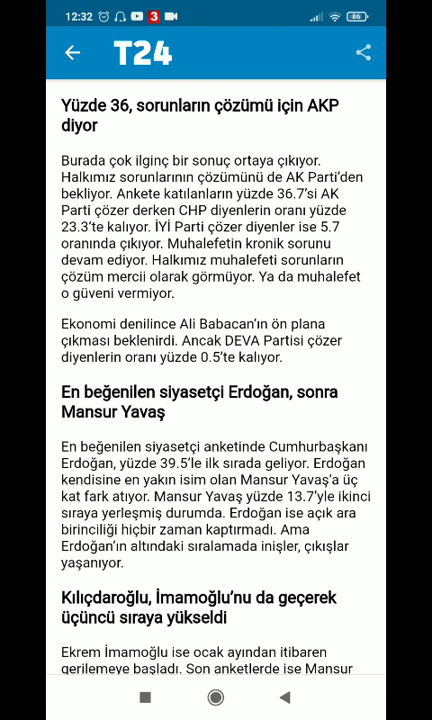 12:32 3 86
T24
Yüzde 36, sorunların çözümü için AKP
diyor
Burada çok ilginç bir sonuç ortaya çıkıyor.
Halkımız sorunlarının çözümünü de AK Parti'den
bekliyor. Ankete katılanların yüzde 36.7'si AK
Parti çözer derken CHP diyenlerin oranı yüzde
23.3'te kalıyor. İYİ Parti çözer diyenler ise 5.7
oranında çıkıyor. Muhalefetin kronik sorunu
devam ediyor. Halkımız muhalefeti sorunların
çözüm mercii olarak görmüyor. Ya da muhalefet
o güveni vermiyor.
Ekonomi denilince Ali Babacan'ın ön plana
çıkması beklenirdi. Ancak DEVA Partisi çözer
diyenlerin oranı yüzde 0.5'te kalıyor.
En beğenilen siyasetçi Erdoğan, sonra
Mansur Yavaş
En beğenilen siyasetçi anketinde Cumhurbaşkanı
Erdoğan, yüzde 39.5'le ilk sırada geliyor. Erdoğan
kendisine en yakın isim olan Mansur Yavaş'a üç
kat fark atıyor. Mansur Yavaş yüzde 13.7'yle ikinci
sıraya yerleşmiş durumda. Erdoğan ise açık ara
birinciliği hiçbir zaman kaptırmadı. Ama
Erdoğan'ın altındaki sıralamada inişler, çıkışlar
yaşanıyor.
Kılıçdaroğlu, İmamoğlu'nu da geçerek
üçüncü sıraya yükseldi
Ekrem İmamoğlu ise ocak ayından itibaren
gerilemeye başladı. Son anketlerde ise Mansur